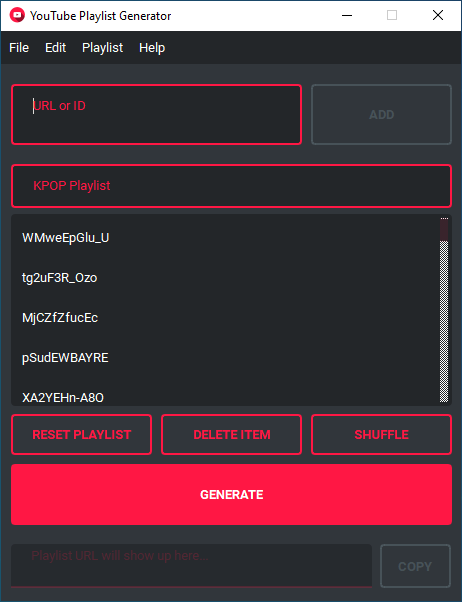 YouTube Playlist Generator
File Edit Playlist Help
URL or ID
ADD
KPOP Playlist
WMweEpGlu_U
tg2uF3R_Ozo
MjCZfZfucEc
pSudEWBAYRE
XA2YEHn-A8Q
RESET PLAYLIST DELETE ITEM SHUFFLE
GENERATE
Playlist URL will show up here...
COPY